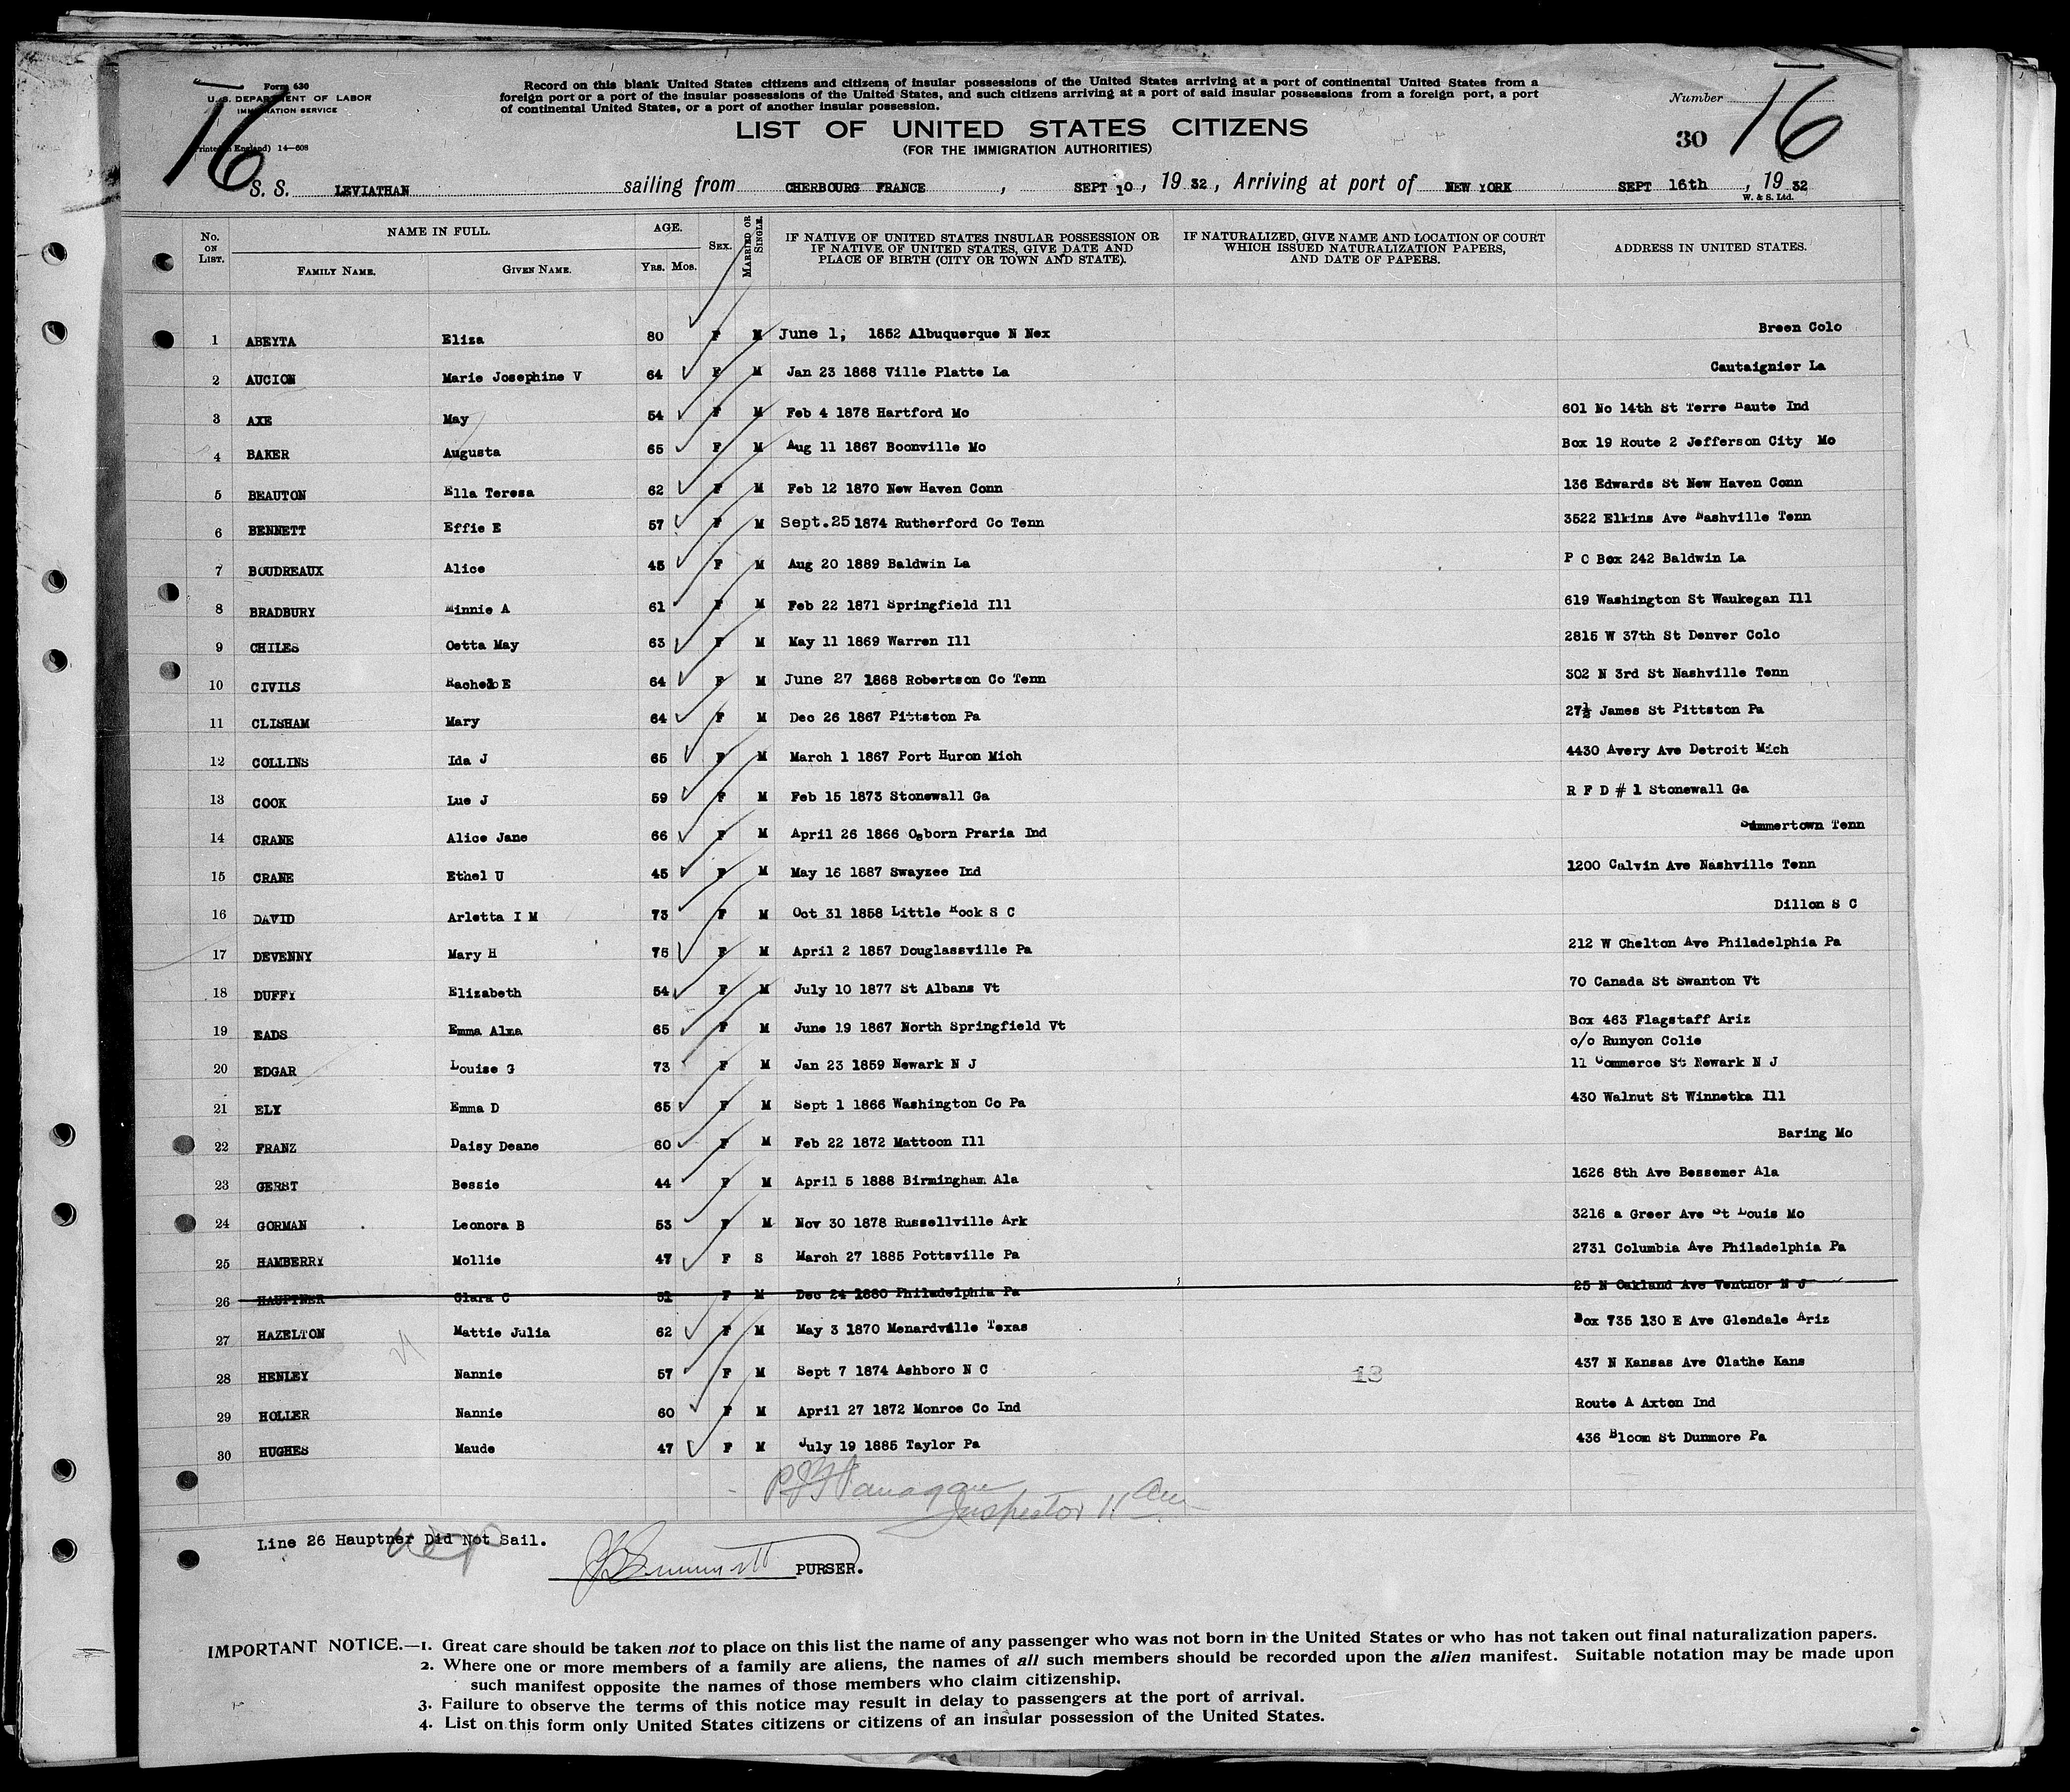 Form 630
U. S. DEPARTMENT OF LABOR
IMMIGRATION SERVICE
16
(Printed in England) 14—608
Record on this blank United States citizens and citizens of insular possessions of the United States arriving at a port of continental United States from a
foreign port or a port of the insular possessions of the United States, and such citizens arriving at a port of said insular possessions from a foreign port, a port
of continental United States, or a port of another insular possession.
LIST OF UNITED STATES CITIZENS
(FOR THE IMMIGRATION AUTHORITIES)
Number 16
30
S. S. LEVIATHAN sailing from CHERBOURG FRANCE, SEPT 10, 19 32, Arriving at port of NEW YORK SEPT 16th, 19 32
W. & S. Ltd.
No. ON LIST. NAME IN FULL. FAMILY NAME. GIVEN NAME. AGE. YRS. MOS. SEX. MARRIED OR SINGLE. IF NATIVE OF UNITED STATES INSULAR POSSESSION OR IF NATIVE OF UNITED STATES, GIVE DATE AND PLACE OF BIRTH (CITY OR TOWN AND STATE). IF NATURALIZED, GIVE NAME AND LOCATION OF COURT WHICH ISSUED NATURALIZATION PAPERS, AND DATE OF PAPERS. ADDRESS IN UNITED STATES.
1 ABEYTA Eliza 80 F M June 1, 1852 Albuquerque N Nex Breen Colo
2 AUCION Marie Josephine V 64 F M Jan 23 1868 Ville Platte La Cautaignier La
3 AXE May 54 F M Feb 4 1878 Hartford Mo 601 No 14th St Terre Haute Ind
4 BAKER Augusta 65 F M Aug 11 1867 Boonville Mo Box 19 Route 2 Jefferson City Mo
5 BEAUTON Ella Teresa 62 F M Feb 12 1870 New Haven Conn 136 Edwards St New Haven Conn
6 BENNETT Effie E 57 F M Sept. 25 1874 Rutherford Co Tenn 3522 Elkins Ave Nashville Tenn
7 BOUDREAUX Alice 45 F M Aug 20 1889 Baldwin La P O Box 242 Baldwin La
8 BRADBURY Minnie A 61 F M Feb 22 1871 Springfield Ill 619 Washington St Waukegan Ill
9 CHILES Oetta May 63 F M May 11 1869 Warren Ill 2815 W 37th St Denver Colo
10 CIVILS Rachel E 64 F M June 27 1868 Robertson Co Tenn 302 N 3rd St Nashville Tenn
11 CLISHAM Mary 64 F M Dec 26 1867 Pittston Pa 27½ James St Pittston Pa
12 COLLINS Ida J 65 F M March 1 1867 Port Huron Mich 4430 Avery Ave Detroit Mich
13 COOK Lue J 59 F M Feb 15 1873 Stonewall Ga R F D # 1 Stonewall Ga
14 CRANE Alice Jane 66 F M April 26 1866 Osborn Praria Ind Summertown Tenn
15 CRANE Ethel U 45 F M May 16 1887 Swayzee Ind 1200 Calvin Ave Nashville Tenn
16 DAVID Arletta I M 73 F M Oct 31 1858 Little Rock S C Dillon S C
17 DEVENNY Mary H 75 F M April 2 1857 Douglassville Pa 212 W Chelton Ave Philadelphia Pa
18 DUFFY Elizabeth 54 F M July 10 1877 St Albans Vt 70 Canada St Swanton Vt
19 EADS Emma Alma 65 F M June 19 1867 North Springfield Vt Box 463 Flagstaff Ariz
c/o Runyon Colie
20 EDGAR Louise G 73 F M Jan 23 1859 Newark N J 11 Commerce St Newark N J
21 ELY Emma D 65 F M Sept 1 1866 Washington Co Pa 430 Walnut St Winnetka Ill
22 FRANZ Daisy Deane 60 F M Feb 22 1872 Mattoon Ill Baring Mo
23 GERST Bessie 44 F M April 5 1888 Birmingham Ala 1626 8th Ave Bessemer Ala
24 GORMAN Leonora B 53 F M Nov 30 1878 Russellville Ark 3216 a Greer Ave St Louis Mo
25 HAMBERRY Mollie 47 F S March 27 1885 Pottsville Pa 2731 Columbia Ave Philadelphia Pa
26 HAUPTNER Clara C 51 F M Dec 24 1880 Philadelphia Pa 25 N Oakland Ave Ventnor N J
27 HAZELTON Mattie Julia 62 F M May 3 1870 Menardville Texas Box 735 130 E Ave Glendale Ariz
28 HENLEY Nannie 57 F M Sept 7 1874 Ashboro N C 13 437 N Kansas Ave Olathe Kans
29 HOLLER Nannie 60 F M April 27 1872 Monroe Co Ind Route A Axton Ind
30 HUGHES Maude 47 F M July 19 1885 Taylor Pa 436 Bloom St Dunmore Pa
P J Flanagan
Inspector 11 am
Line 26 Hauptner Did Not Sail.
PURSER.
IMPORTANT NOTICE.—1. Great care should be taken not to place on this list the name of any passenger who was not born in the United States or who has not taken out final naturalization papers.
2. Where one or more members of a family are aliens, the names of all such members should be recorded upon the alien manifest. Suitable notation may be made upon
such manifest opposite the names of those members who claim citizenship.
3. Failure to observe the terms of this notice may result in delay to passengers at the port of arrival.
4. List on this form only United States citizens or citizens of an insular possession of the United States.